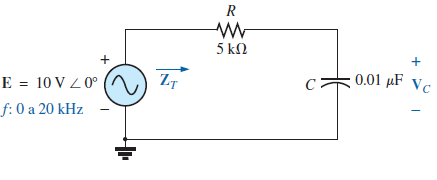 R
5 kΩ
+
E = 10 V ∠ 0°
Z_T
f: 0 a 20 kHz
–
C
0.01 μF
+
V_C
–